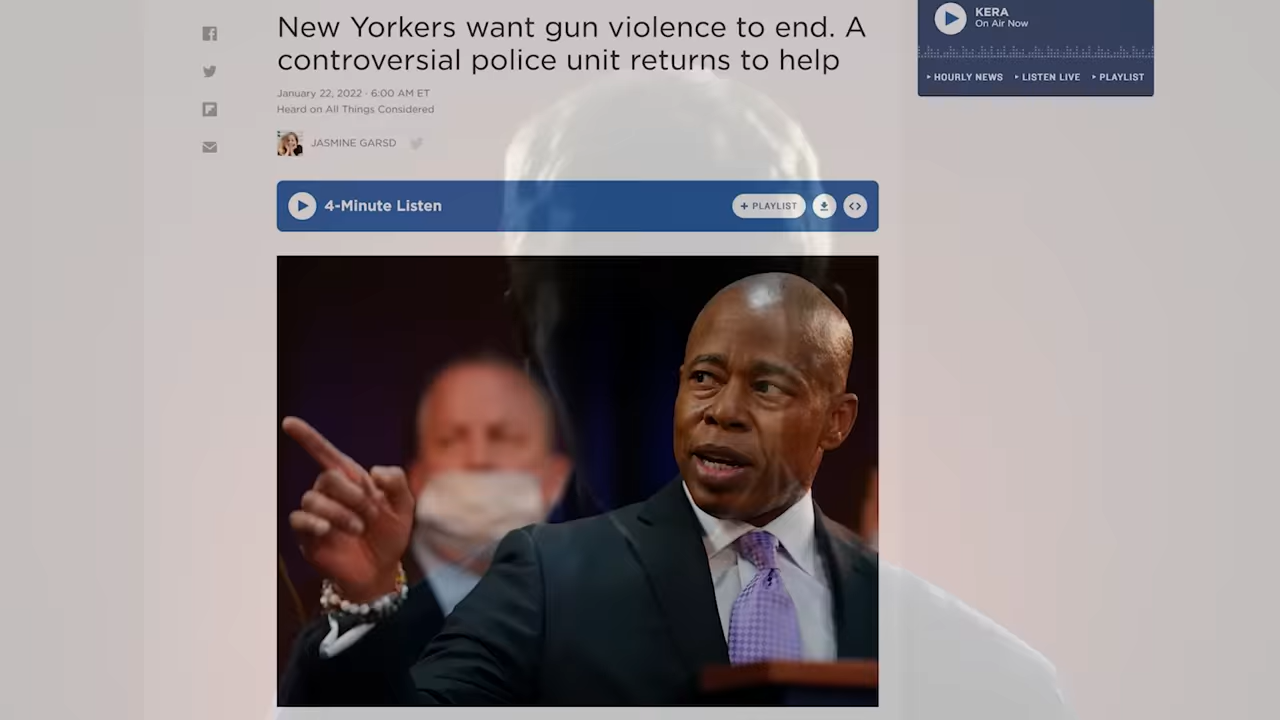 New Yorkers want gun violence to end. A
controversial police unit returns to help
January 22, 2022 · 6:00 AM ET
Heard on All Things Considered
JASMINE GARSD
4-Minute Listen
+ PLAYLIST
KERA
On Air Now
HOURLY NEWS
LISTEN LIVE
PLAYLIST